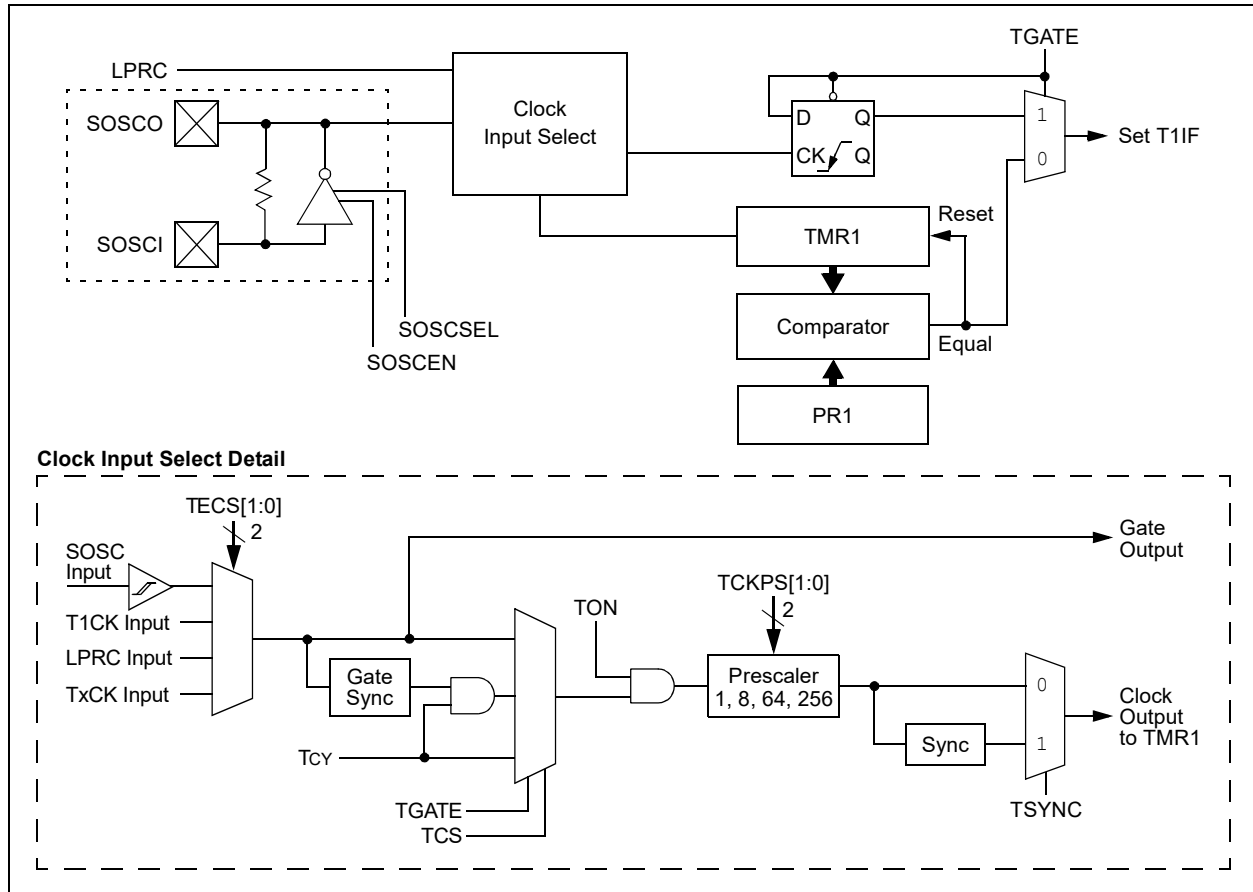 TGATE
LPRC
Clock
Input Select
SOSCO
D
Q
1
Set T1IF
CK
Q
0
SOSCI
TMR1
Reset
Comparator
Equal
SOSCSEL
SOSCEN
PR1
Clock Input Select Detail
TECS[1:0]
2
SOSC
Input
T1CK Input
LPRC Input
TxCK Input
Gate
Output
TCKPS[1:0]
2
TON
Gate
Sync
Prescaler
1, 8, 64, 256
0
Clock
Output
to TMR1
Sync
1
TCY
TGATE
TCS
TSYNC